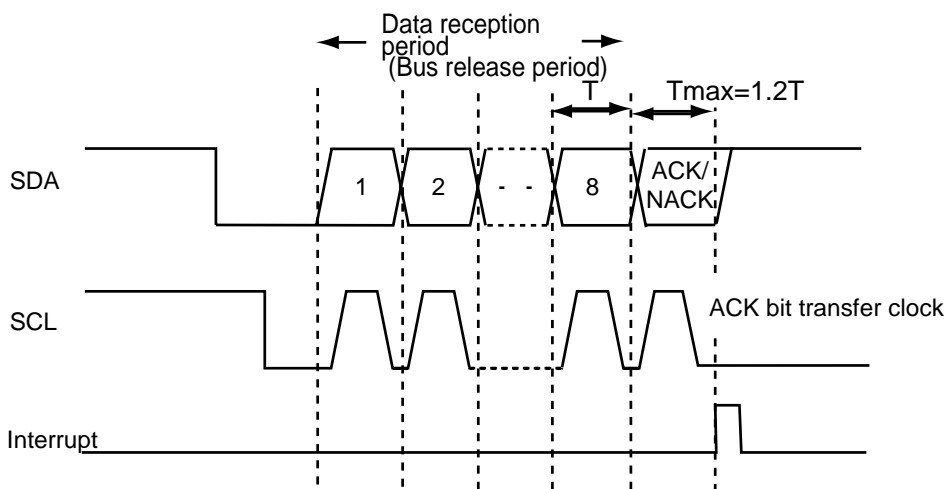 Data reception
period
(Bus release period)
T
Tmax=1.2T
SDA
1
2
- -
8
ACK/
NACK
SCL
ACK bit transfer clock
Interrupt